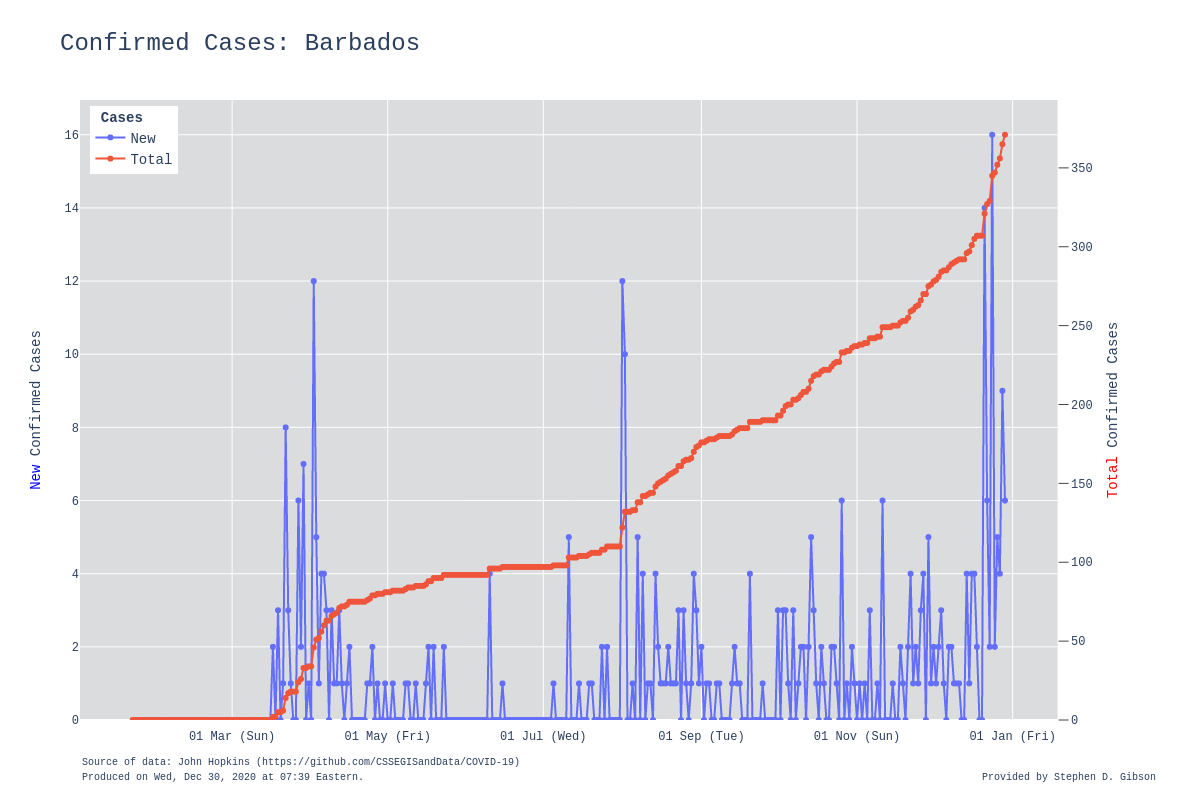 Confirmed Cases: Barbados
Cases
New
Total
16
14
12
10
8
6
4
2
0
350
300
250
200
150
100
50
0
New Confirmed Cases
Total Confirmed Cases
01 Mar (Sun) 01 May (Fri) 01 Jul (Wed) 01 Sep (Tue) 01 Nov (Sun) 01 Jan (Fri)
Source of data: John Hopkins (https://github.com/CSSEGISandData/COVID-19)
Produced on Wed, Dec 30, 2020 at 07:39 Eastern.
Provided by Stephen D. Gibson